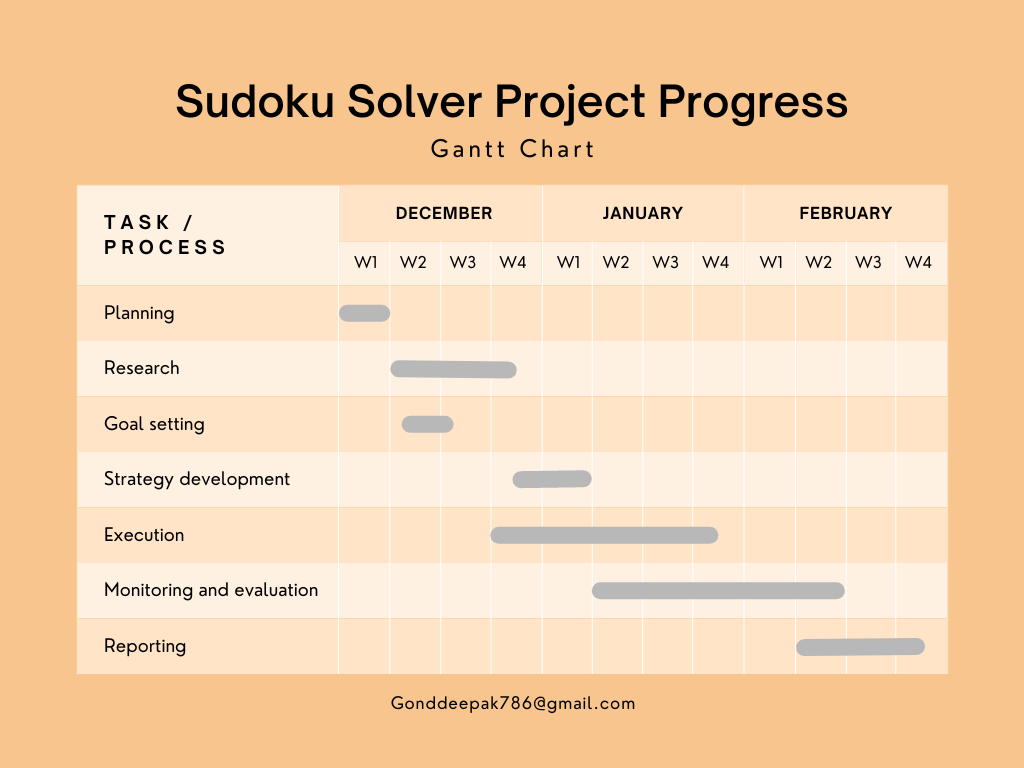 Sudoku Solver Project Progress
Gantt Chart
TASK /
PROCESS
DECEMBER JANUARY FEBRUARY
W1 W2 W3 W4 W1 W2 W3 W4 W1 W2 W3 W4
Planning
Research
Goal setting
Strategy development
Execution
Monitoring and evaluation
Reporting
Gonddeepak786@gmail.com